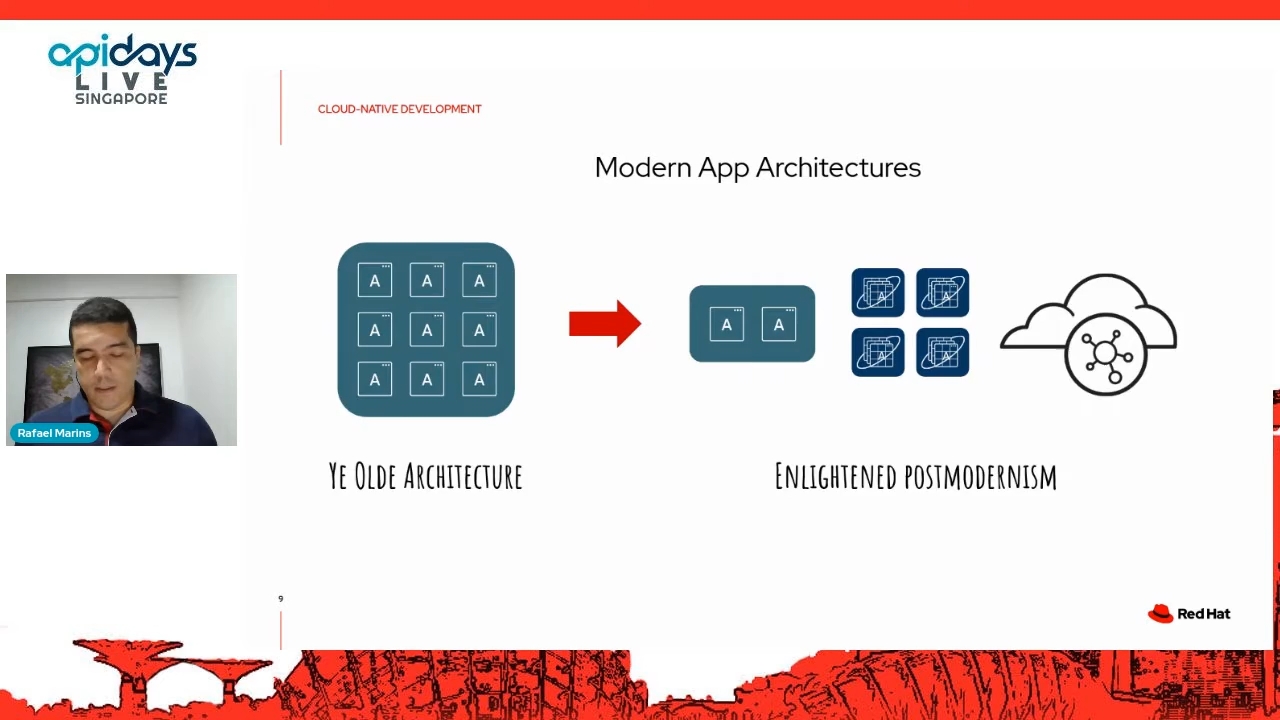 apidays
LIVE
SINGAPORE
CLOUD-NATIVE DEVELOPMENT
Modern App Architectures
A A A
A A A
A A A
A A
A A
A A
Ye Olde Architecture
Enlightened postmodernism
Rafael Marins
9
Red Hat